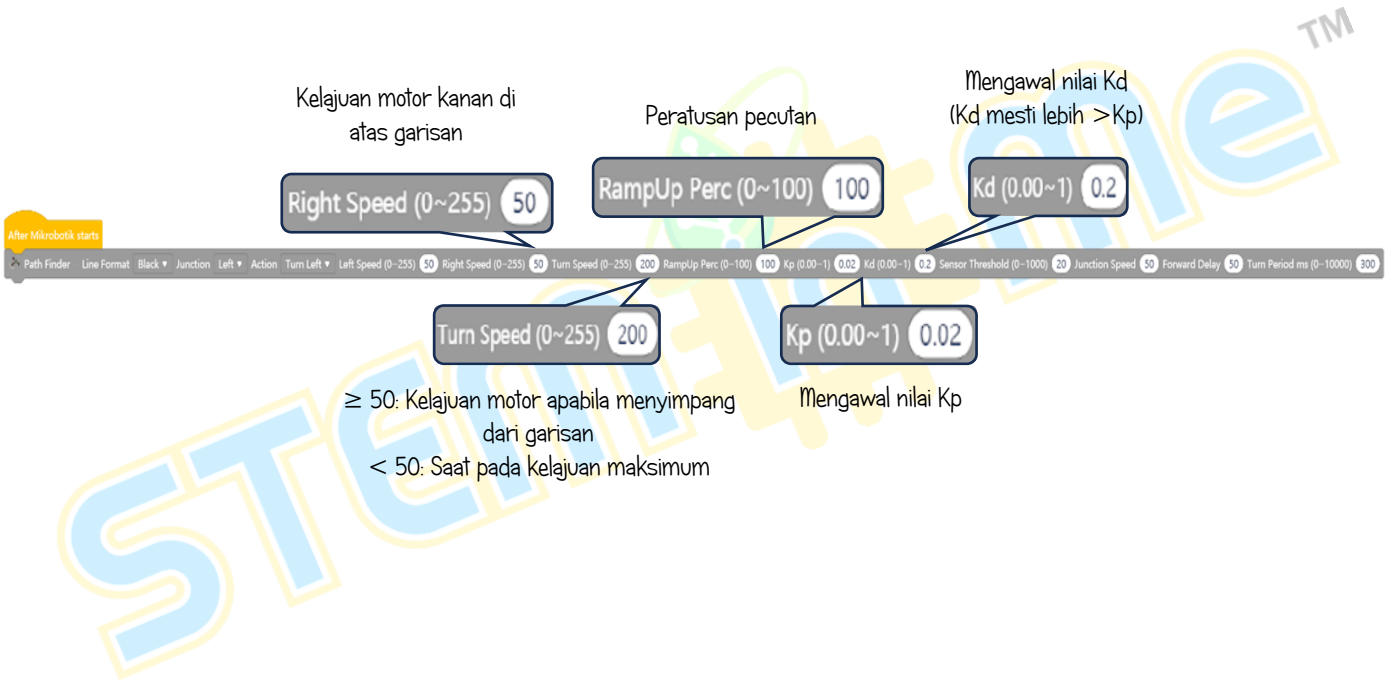 TM
Mengawal nilai Kd
(Kd mesti lebih >Kp)
Kelajuan motor kanan di
atas garisan
Peratusan pecutan
Right Speed (0~255) 50
RampUp Perc (0~100) 100
Kd (0.00~1) 0.2
After Mikrobotik starts
Path Finder Line Format Black ▾ Junction Left ▾ Action Turn Left ▾ Left Speed (0~255) 50 Right Speed (0~255) 50 Turn Speed (0~255) 200 RampUp Perc (0~100) 100 Kp (0.00~1) 0.02 Kd (0.00~1) 0.2 Sensor Threshold (0~1000) 20 Junction Speed 50 Forward Delay 50 Turn Period ms (0~10000) 300
Turn Speed (0~255) 200
Kp (0.00~1) 0.02
≥ 50: Kelajuan motor apabila menyimpang
dari garisan
< 50: Saat pada kelajuan maksimum
Mengawal nilai Kp
STEM in me